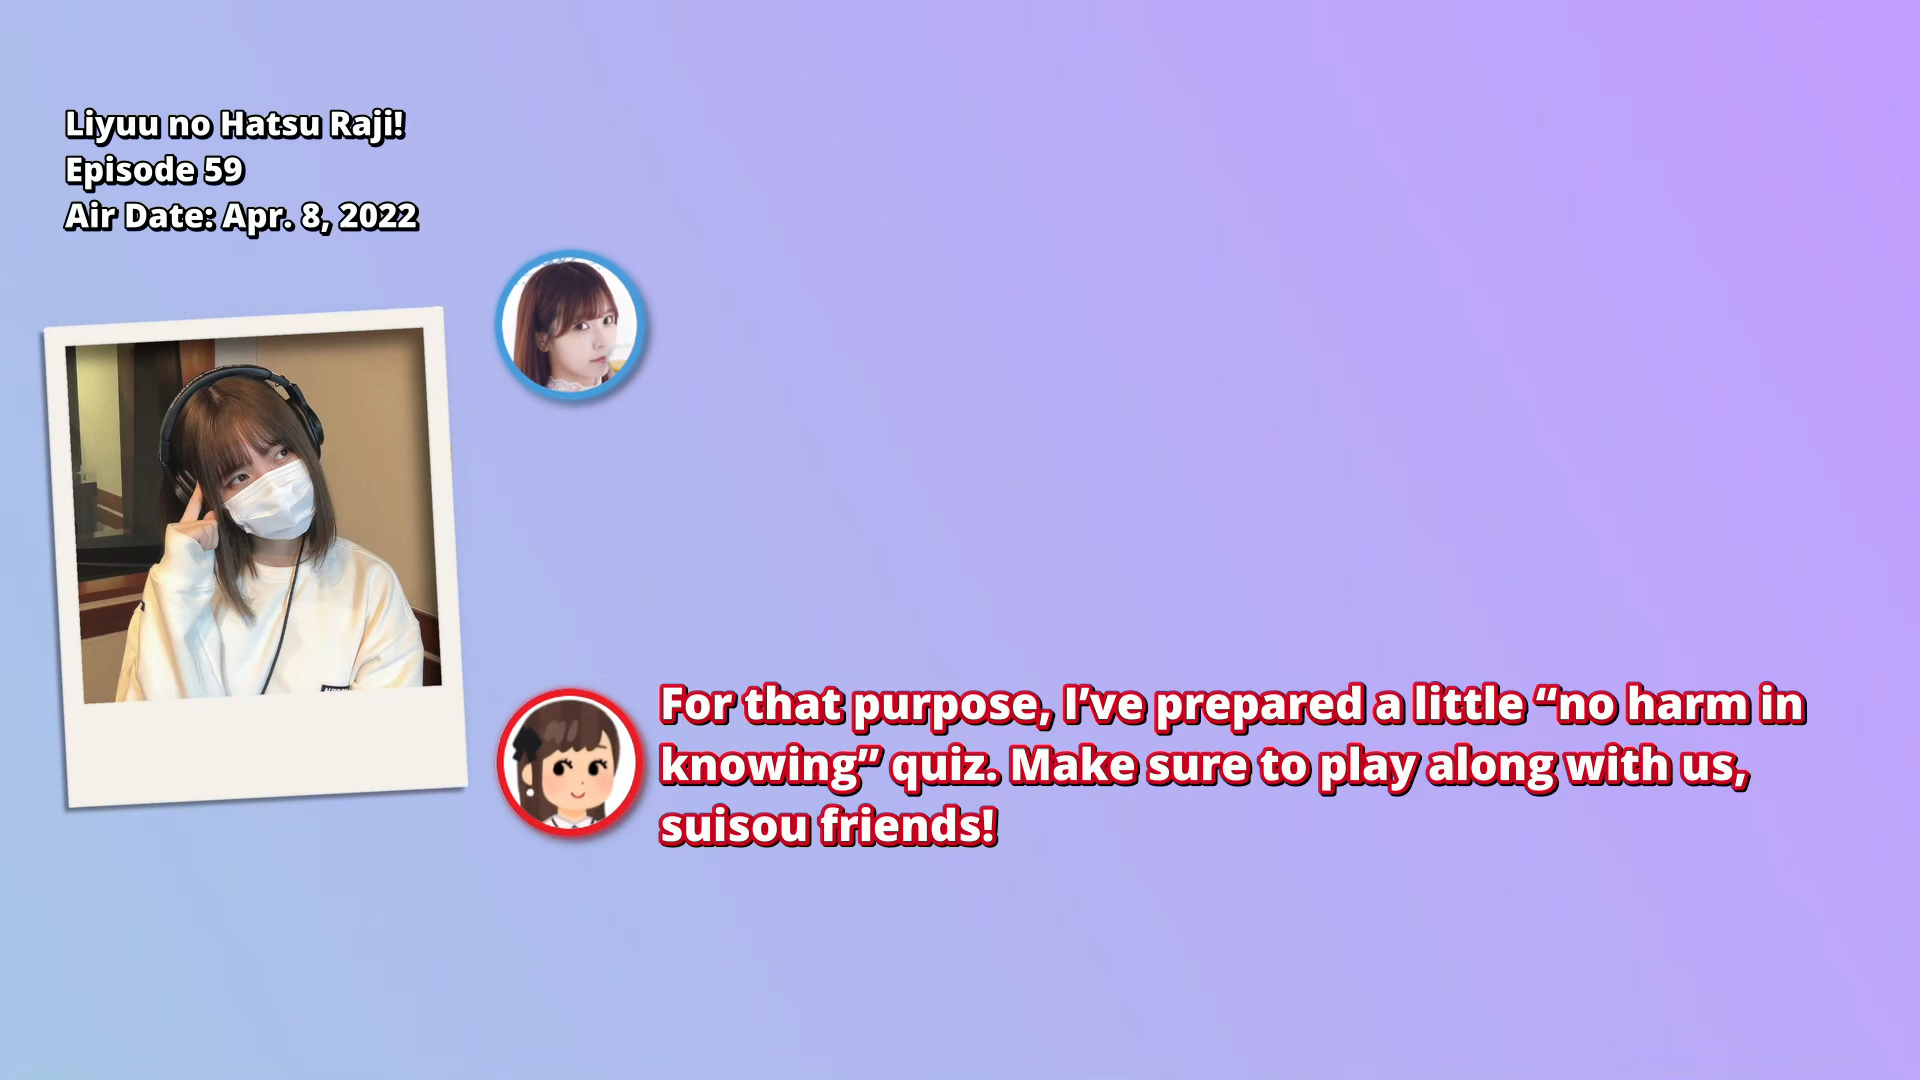 Liyuu no Hatsu Raji!
Episode 59
Air Date: Apr. 8, 2022
For that purpose, I’ve prepared a little “no harm in
knowing” quiz. Make sure to play along with us,
suisou friends!